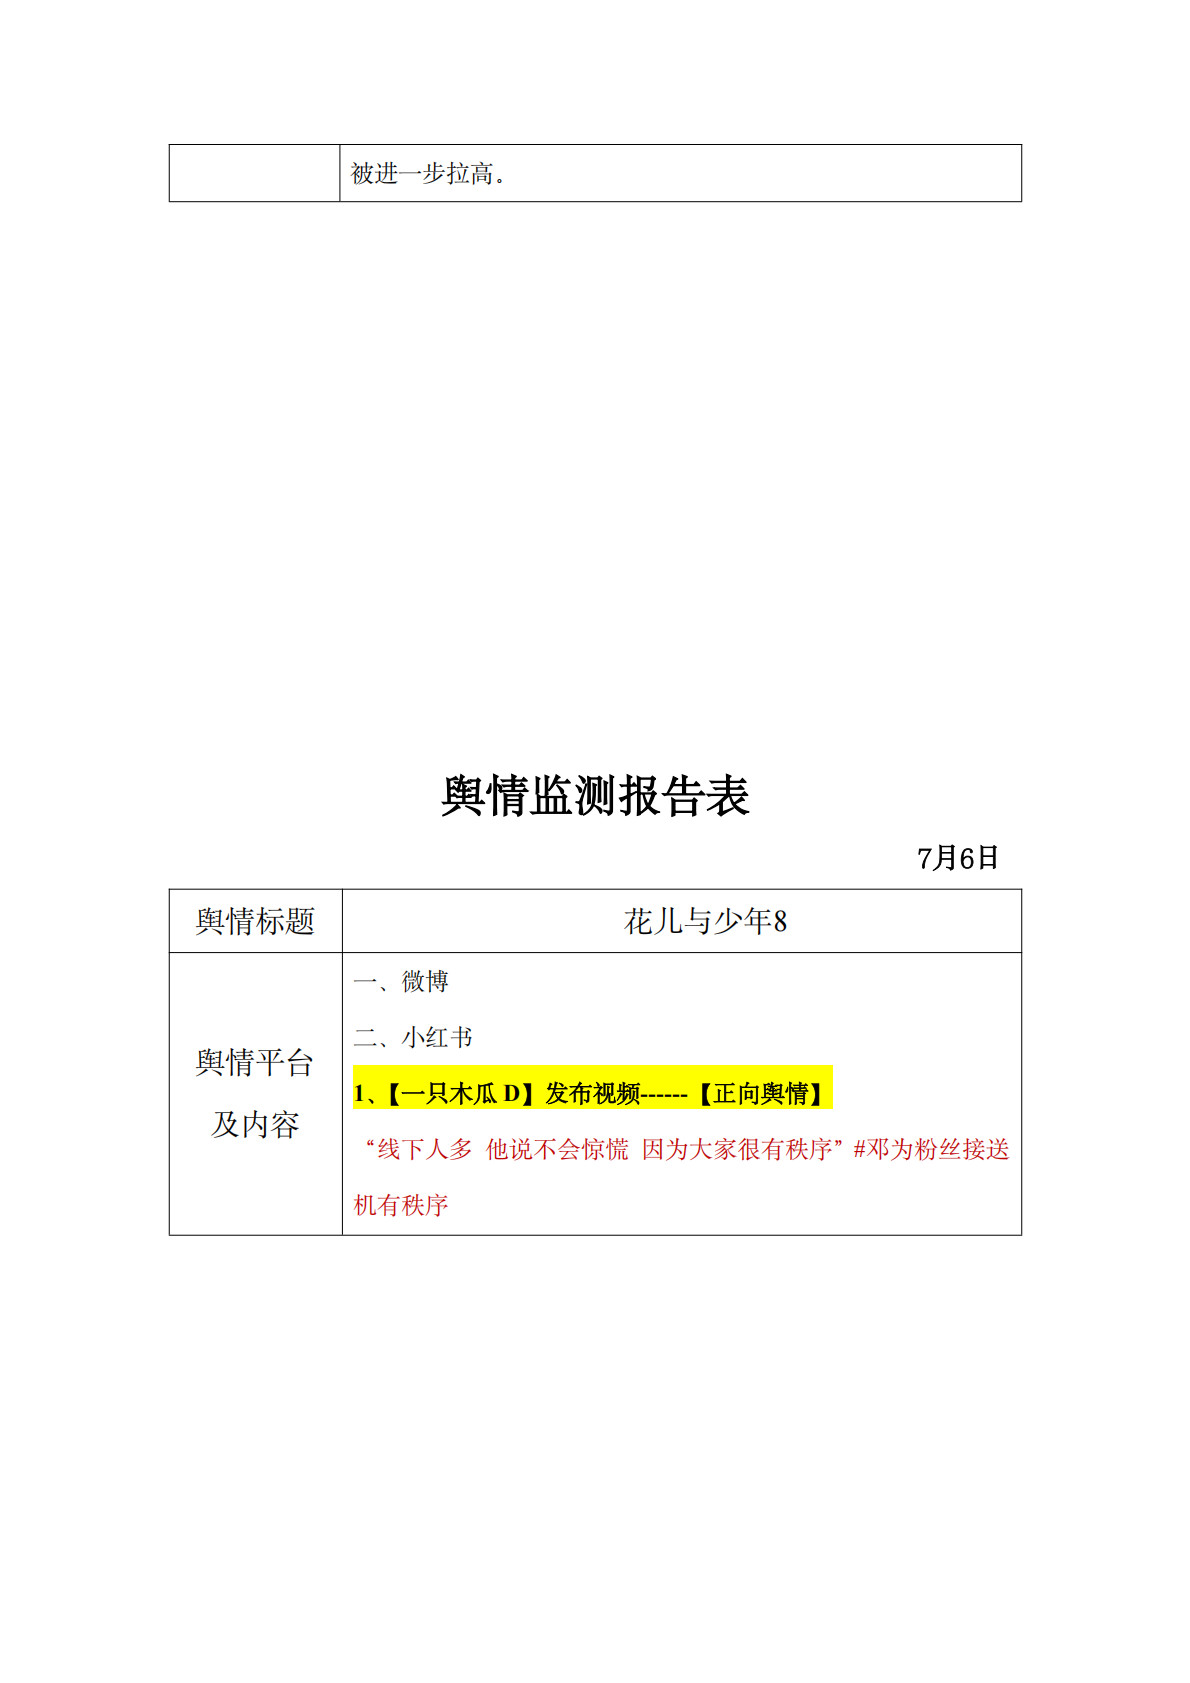 被进一步拉高。
舆情监测报告表
7月6日
舆情标题
花儿与少年8
舆情平台
及内容
一、微博
二、小红书
1、【一只木瓜 D】发布视频------【正向舆情】
“线下人多 他说不会惊慌 因为大家很有秩序”#邓为粉丝接送
机有秩序